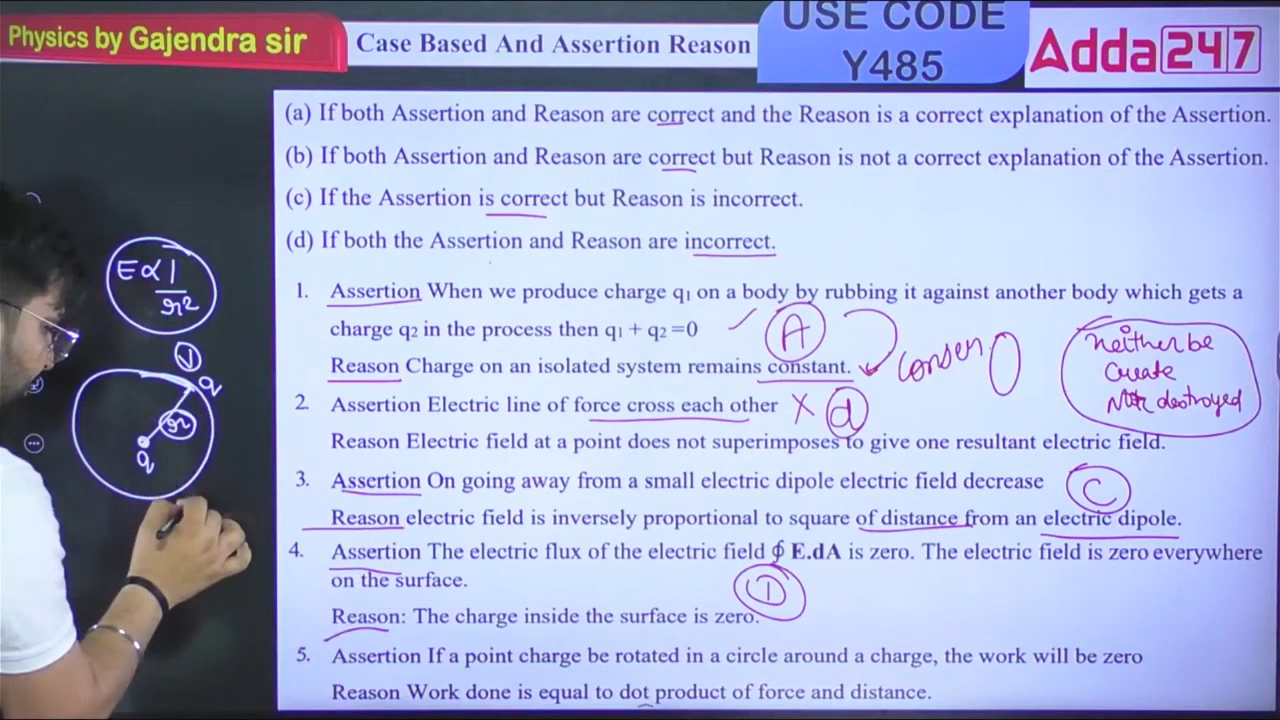 Physics by Gajendra sir
Case Based And Assertion Reason
USE CODE
Y485
Adda247
(a) If both Assertion and Reason are correct and the Reason is a correct explanation of the Assertion.
(b) If both Assertion and Reason are correct but Reason is not a correct explanation of the Assertion.
(c) If the Assertion is correct but Reason is incorrect.
(d) If both the Assertion and Reason are incorrect.
1. Assertion When we produce charge q₁ on a body by rubbing it against another body which gets a
charge q₂ in the process then q₁ + q₂ =0
A
Reason Charge on an isolated system remains constant.
conserv
neither be
create
destroyed
2. Assertion Electric line of force cross each other X d
Reason Electric field at a point does not superimposes to give one resultant electric field.
3. Assertion On going away from a small electric dipole electric field decrease C
Reason electric field is inversely proportional to square of distance from an electric dipole.
4. Assertion The electric flux of the electric field ∮ E.dA is zero. The electric field is zero everywhere
on the surface.
D
Reason: The charge inside the surface is zero.
5. Assertion If a point charge be rotated in a circle around a charge, the work will be zero
Reason Work done is equal to dot product of force and distance.
E ∝ 1
r²
q
r
q